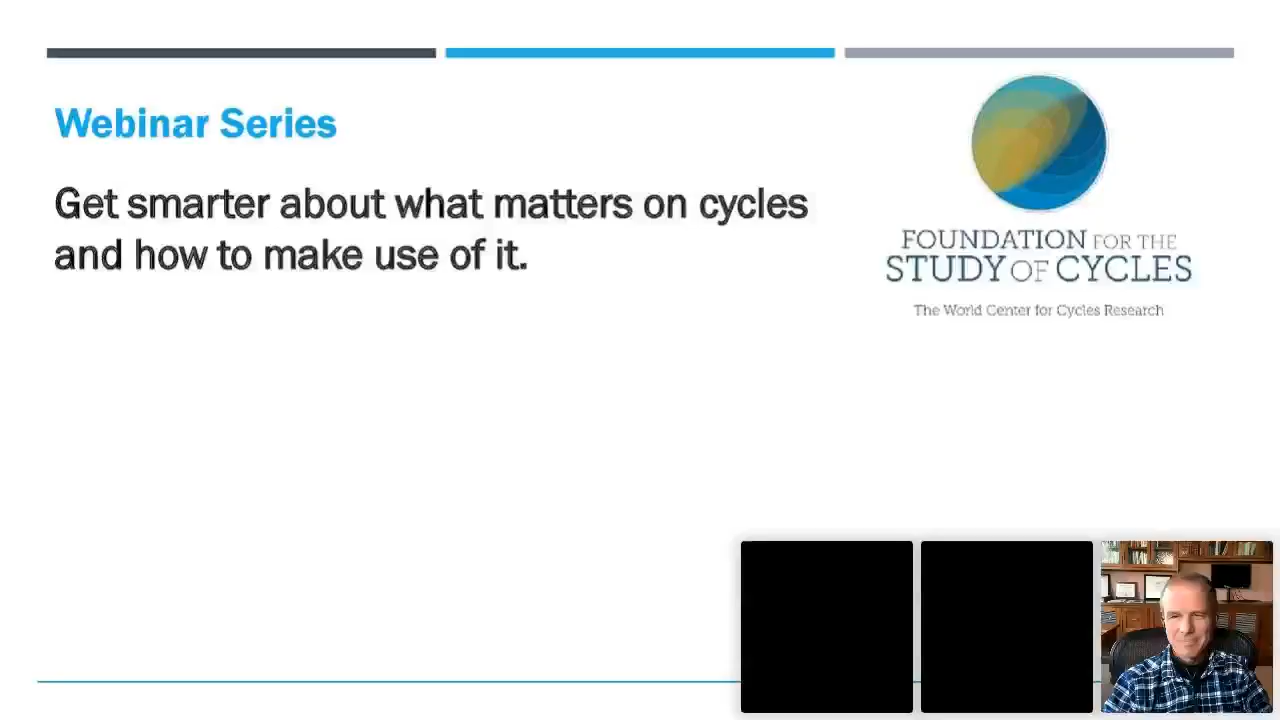 Webinar Series
Get smarter about what matters on cycles
and how to make use of it.
FOUNDATION FOR THE
STUDY OF CYCLES
The World Center for Cycles Research